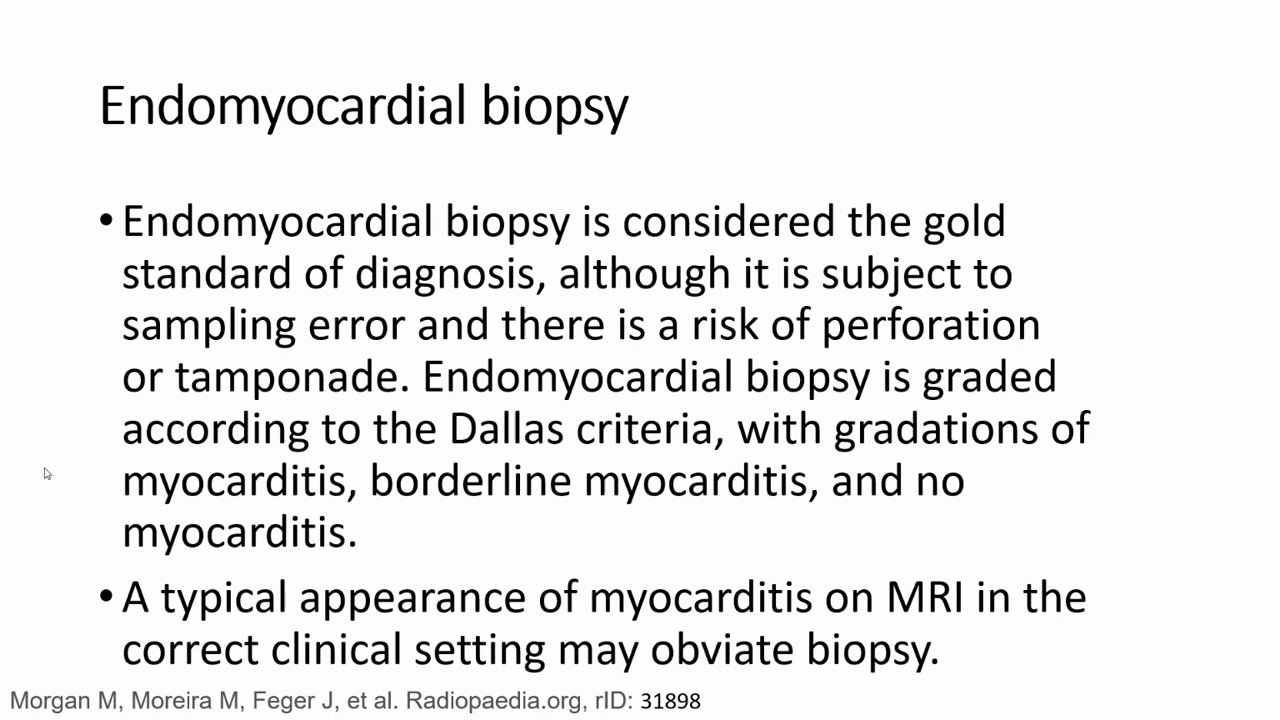 Endomyocardial biopsy
•Endomyocardial biopsy is considered the gold
standard of diagnosis, although it is subject to
sampling error and there is a risk of perforation
or tamponade. Endomyocardial biopsy is graded
according to the Dallas criteria, with gradations of
myocarditis, borderline myocarditis, and no
myocarditis.
•A typical appearance of myocarditis on MRI in the
correct clinical setting may obviate biopsy.
Morgan M, Moreira M, Feger J, et al. Radiopaedia.org, rID: 31898